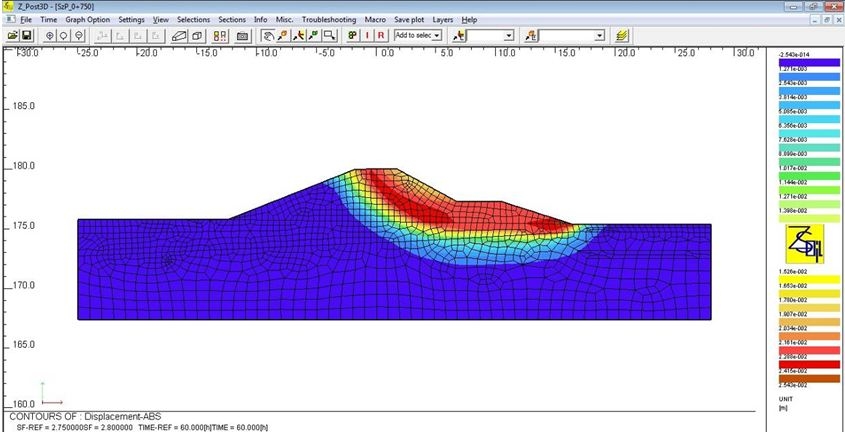 Z_Post3D - [SzP_0+750]
File Time Graph Option Settings View Selections Sections Info Misc. Troubleshooting Macro Save plot Layers Help
I R Add to selec
-30.0 -25.0 -20.0 -15.0 -10.0 -5.0 0.0 5.0 10.0 15.0 20.0 25.0 30.0
185.0
180.0
175.0
170.0
165.0
160.0
-2.543e-014
1.271e-003
2.543e-003
3.814e-003
5.085e-003
6.356e-003
7.628e-003
8.899e-003
1.017e-002
1.144e-002
1.271e-002
1.398e-002
1.526e-002
1.653e-002
1.780e-002
1.907e-002
2.034e-002
2.161e-002
2.288e-002
2.415e-002
2.543e-002
UNIT
[m]
CONTOURS OF : Displacement-ABS
SF-REF = 2.750000SF = 2.800000 TIME-REF = 60.000[h]TIME = 60.000[h]